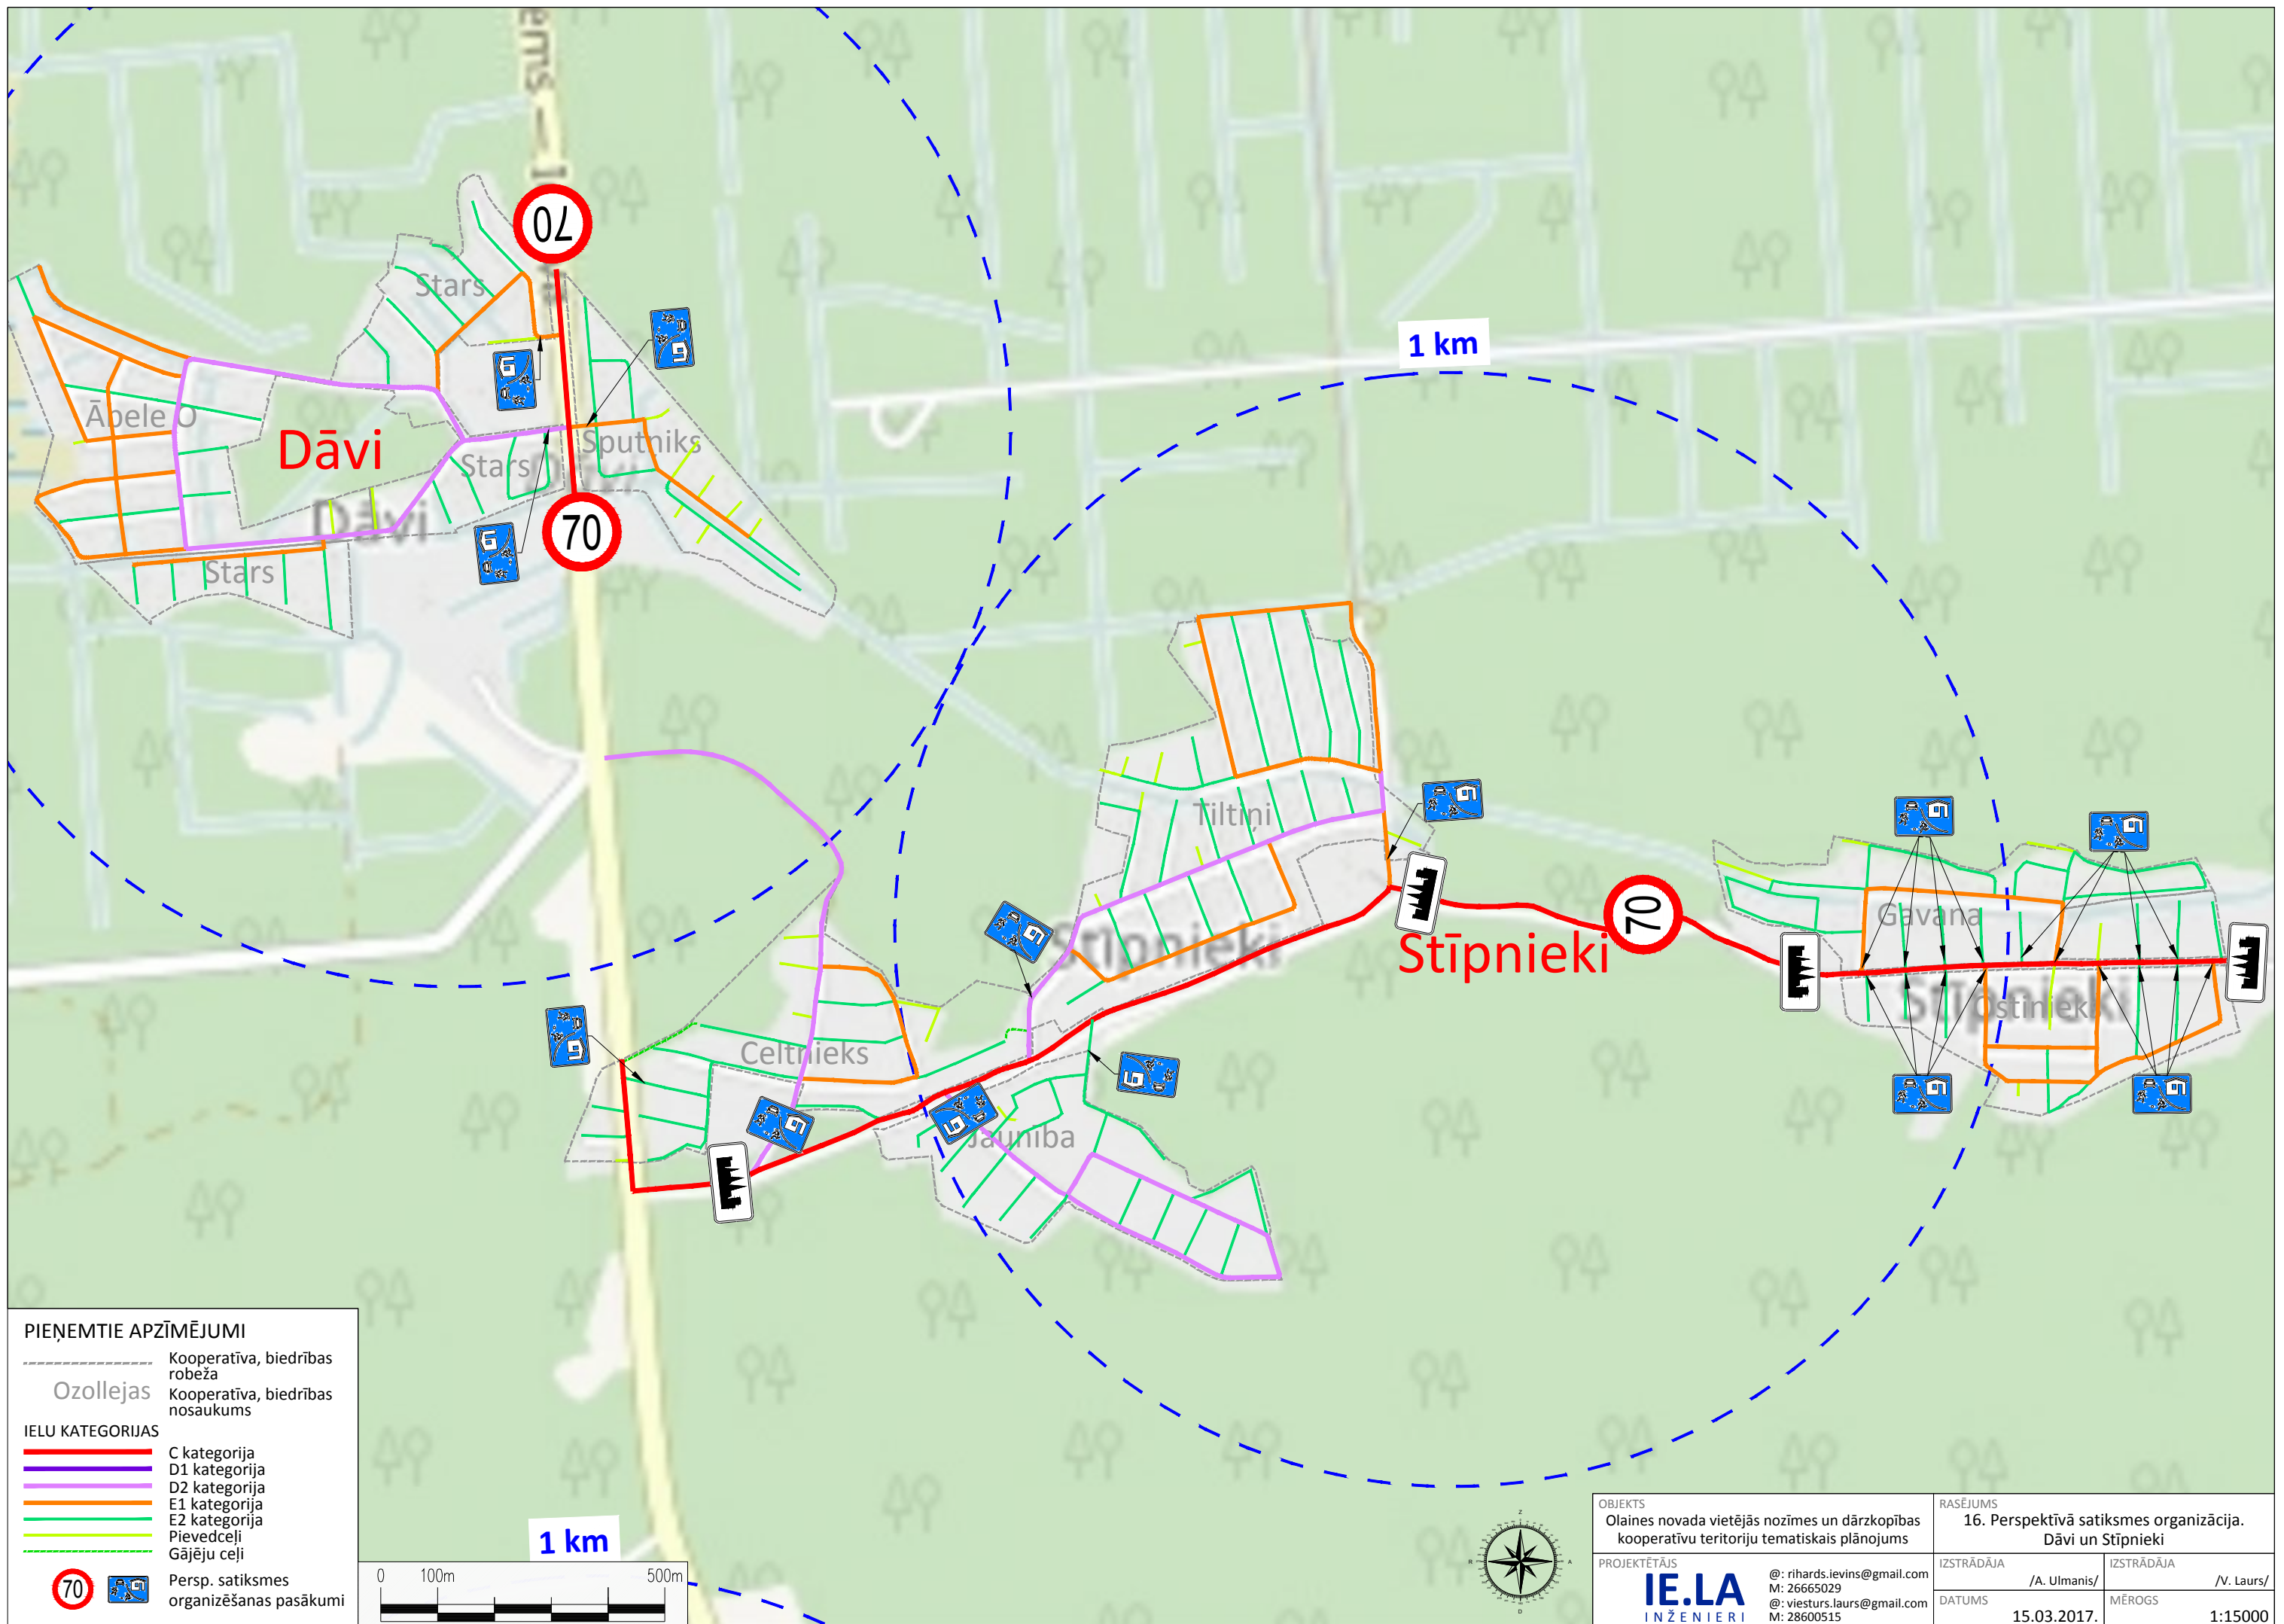 ems – 
70
Stars
1 km
Ābele O
Dāvi
Sputniks
Stars
Dāvi
Dāvi
70
Stars
Tiltiņi
Gavana
70
Stīpnieki
Stīpnieki
Stīpnieki
Ostinieki
Celtnieks
Jaunība
PIEŅEMTIE APZĪMĒJUMI
Kooperatīva, biedrības
robeža
Ozollejas
Kooperatīva, biedrības
nosaukums
IELU KATEGORIJAS
C kategorija
D1 kategorija
D2 kategorija
E1 kategorija
E2 kategorija
Pievedceļi
Gājēju ceļi
70
Persp. satiksmes
organizēšanas pasākumi
1 km
0 100m 500m
OBJEKTS
Olaines novada vietējās nozīmes un dārzkopības
kooperatīvu teritoriju tematiskais plānojums
RASĒJUMS
16. Perspektīvā satiksmes organizācija.
Dāvi un Stīpnieki
PROJEKTĒTĀJS
IE.LA
INŽENIERI
@: rihards.ievins@gmail.com
M: 26665029
@: viesturs.laurs@gmail.com
M: 28600515
IZSTRĀDĀJA
/A. Ulmanis/
IZSTRĀDĀJA
/V. Laurs/
DATUMS
15.03.2017.
MĒROGS
1:15000